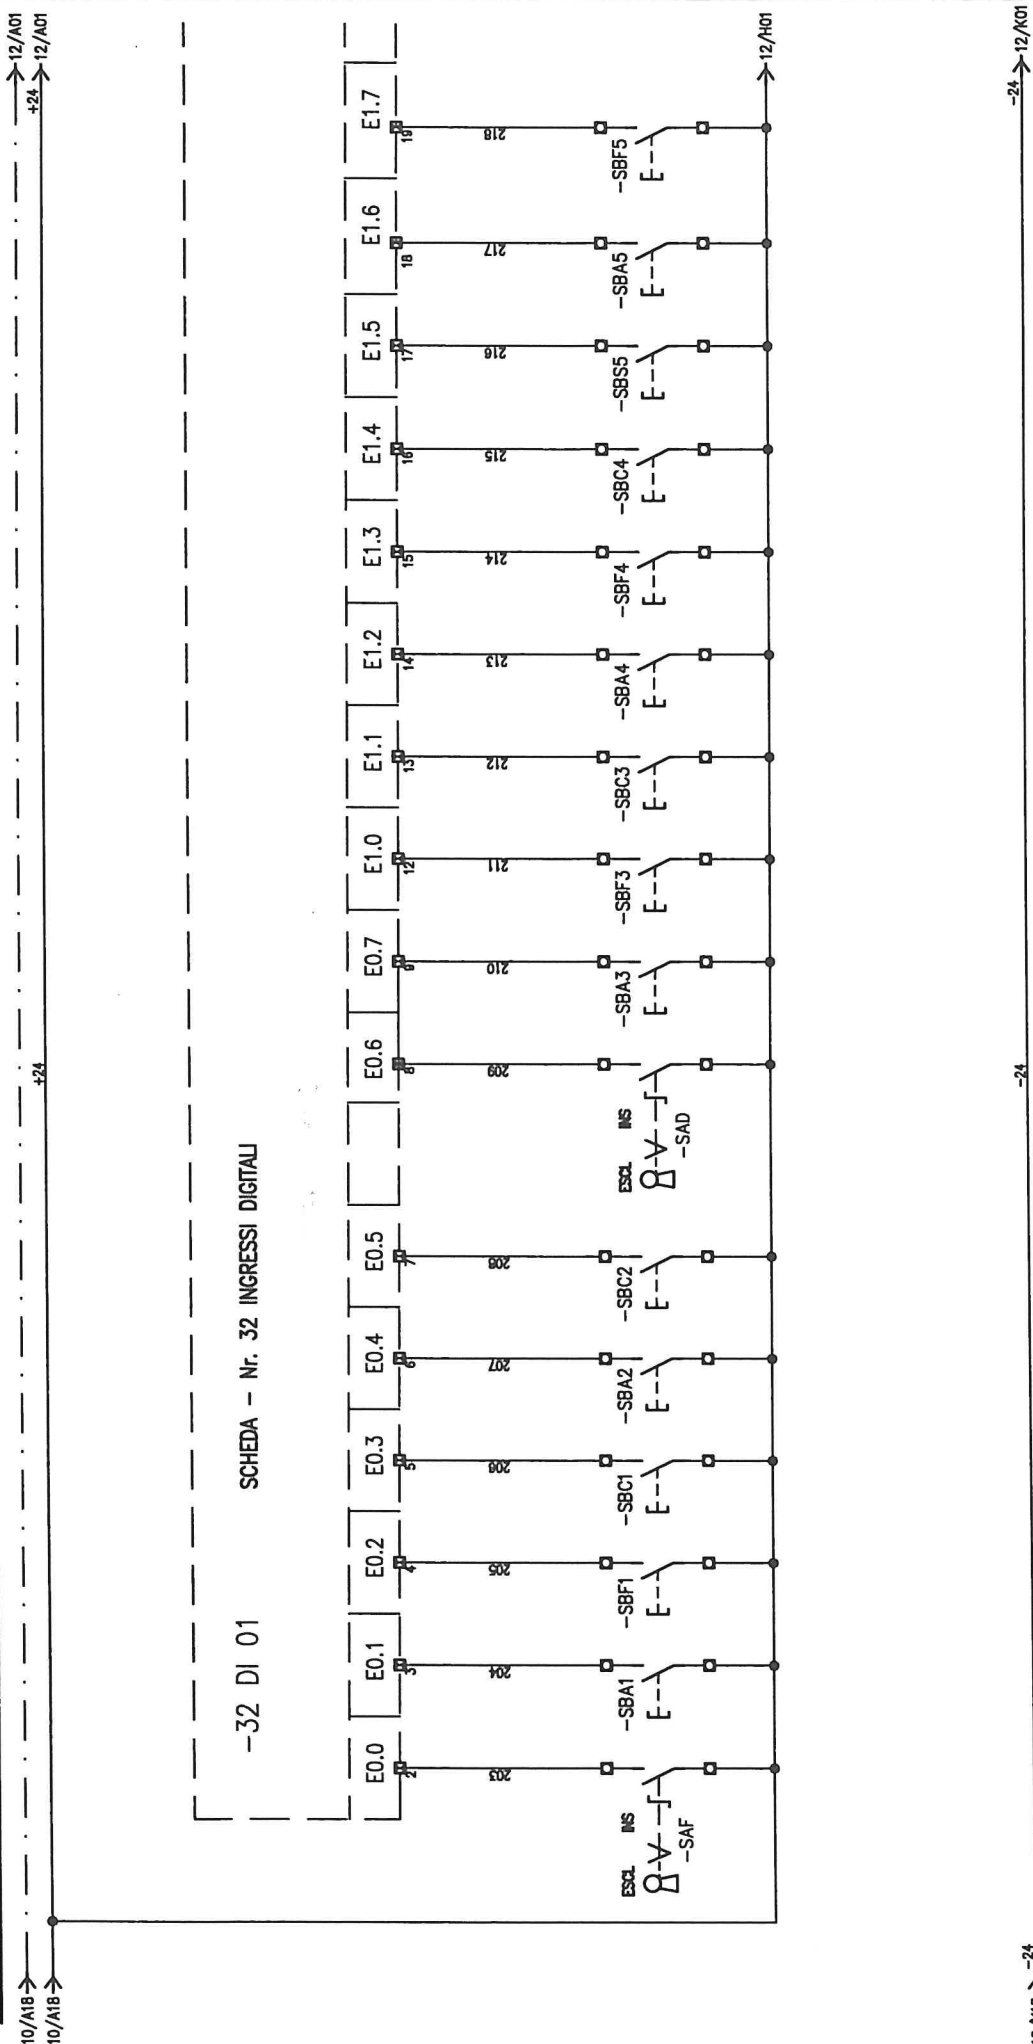 10/A18
10/A18
+24
+24
12/A01
12/A01
-32 DI 01
SCHEDA - Nr. 32 INGRESSI DIGITALI
E0.0
E0.1
E0.2
E0.3
E0.4
E0.5
E0.6
E0.7
E1.0
E1.1
E1.2
E1.3
E1.4
E1.5
E1.6
E1.7
2
3
4
5
6
7
8
9
12
13
14
15
16
17
18
19
203
204
205
206
207
208
209
210
211
212
213
214
215
216
217
218
ESCL INS
-SAF
-SBA1
-SBF1
-SBC1
-SBA2
-SBC2
ESCL INS
-SAD
-SBA3
-SBF3
-SBC3
-SBA4
-SBF4
-SBC4
-SBS5
-SBA5
-SBF5
12/H01
-24
-24
-24
12/K01